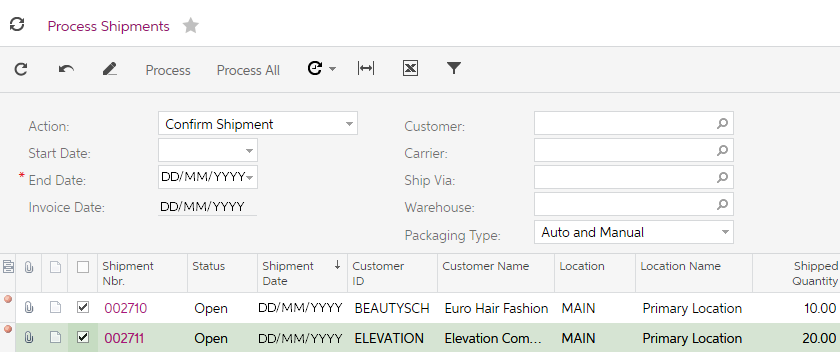 Process Shipments
Process Process All
Action: Confirm Shipment Customer:
Start Date: Carrier:
* End Date: DD/MM/YYYY Ship Via:
Invoice Date: DD/MM/YYYY Warehouse:
Packaging Type: Auto and Manual
Shipment Nbr. Status Shipment Date Customer ID Customer Name Location Location Name Shipped Quantity
002710 Open DD/MM/YYYY BEAUTYSCH Euro Hair Fashion MAIN Primary Location 10.00
002711 Open DD/MM/YYYY ELEVATION Elevation Com... MAIN Primary Location 20.00